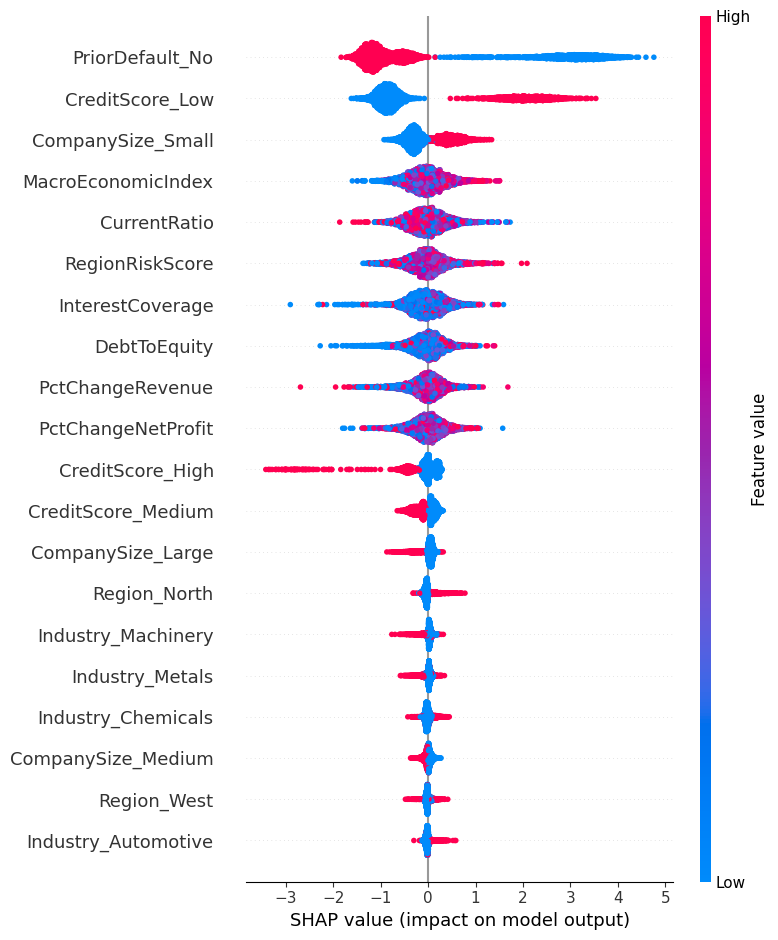 High
PriorDefault_No
CreditScore_Low
CompanySize_Small
MacroEconomicIndex
CurrentRatio
RegionRiskScore
InterestCoverage
DebtToEquity
PctChangeRevenue
PctChangeNetProfit
CreditScore_High
CreditScore_Medium
CompanySize_Large
Region_North
Industry_Machinery
Industry_Metals
Industry_Chemicals
CompanySize_Medium
Region_West
Industry_Automotive
Feature value
Low
−3 −2 −1 0 1 2 3 4 5
SHAP value (impact on model output)